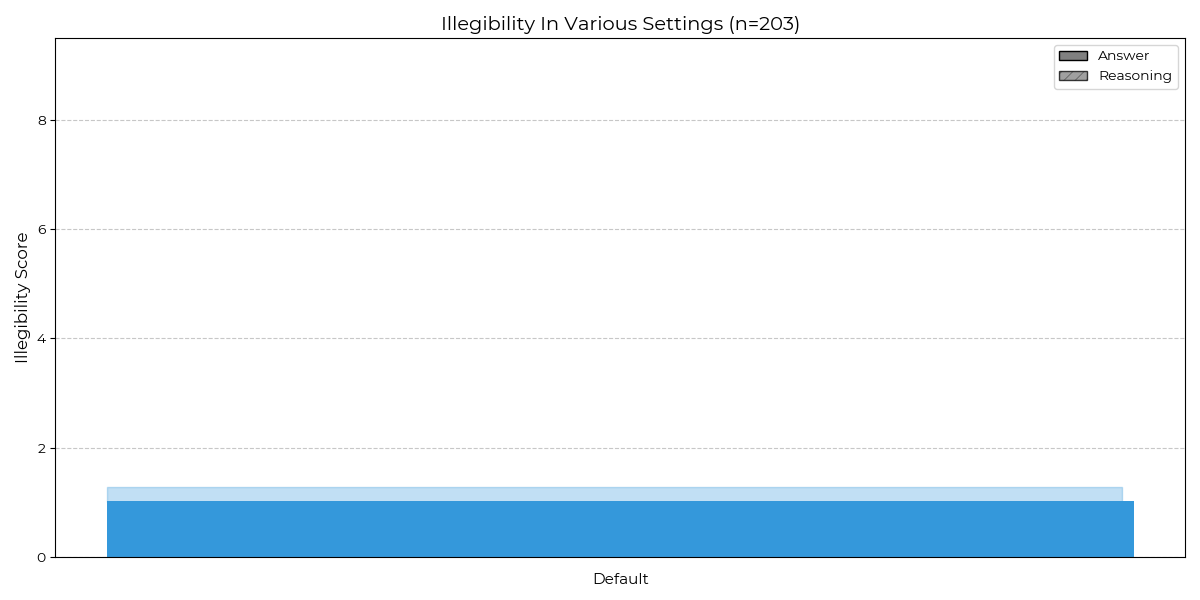 Illegibility In Various Settings (n=203)
Answer
Reasoning
Illegibility Score
8
6
4
2
0
Default